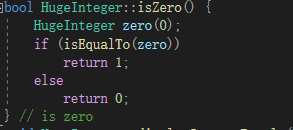 bool HugeInteger::isZero() {
HugeInteger zero(0);
if (isEqualTo(zero))
return 1;
else
return 0;
} // is zero